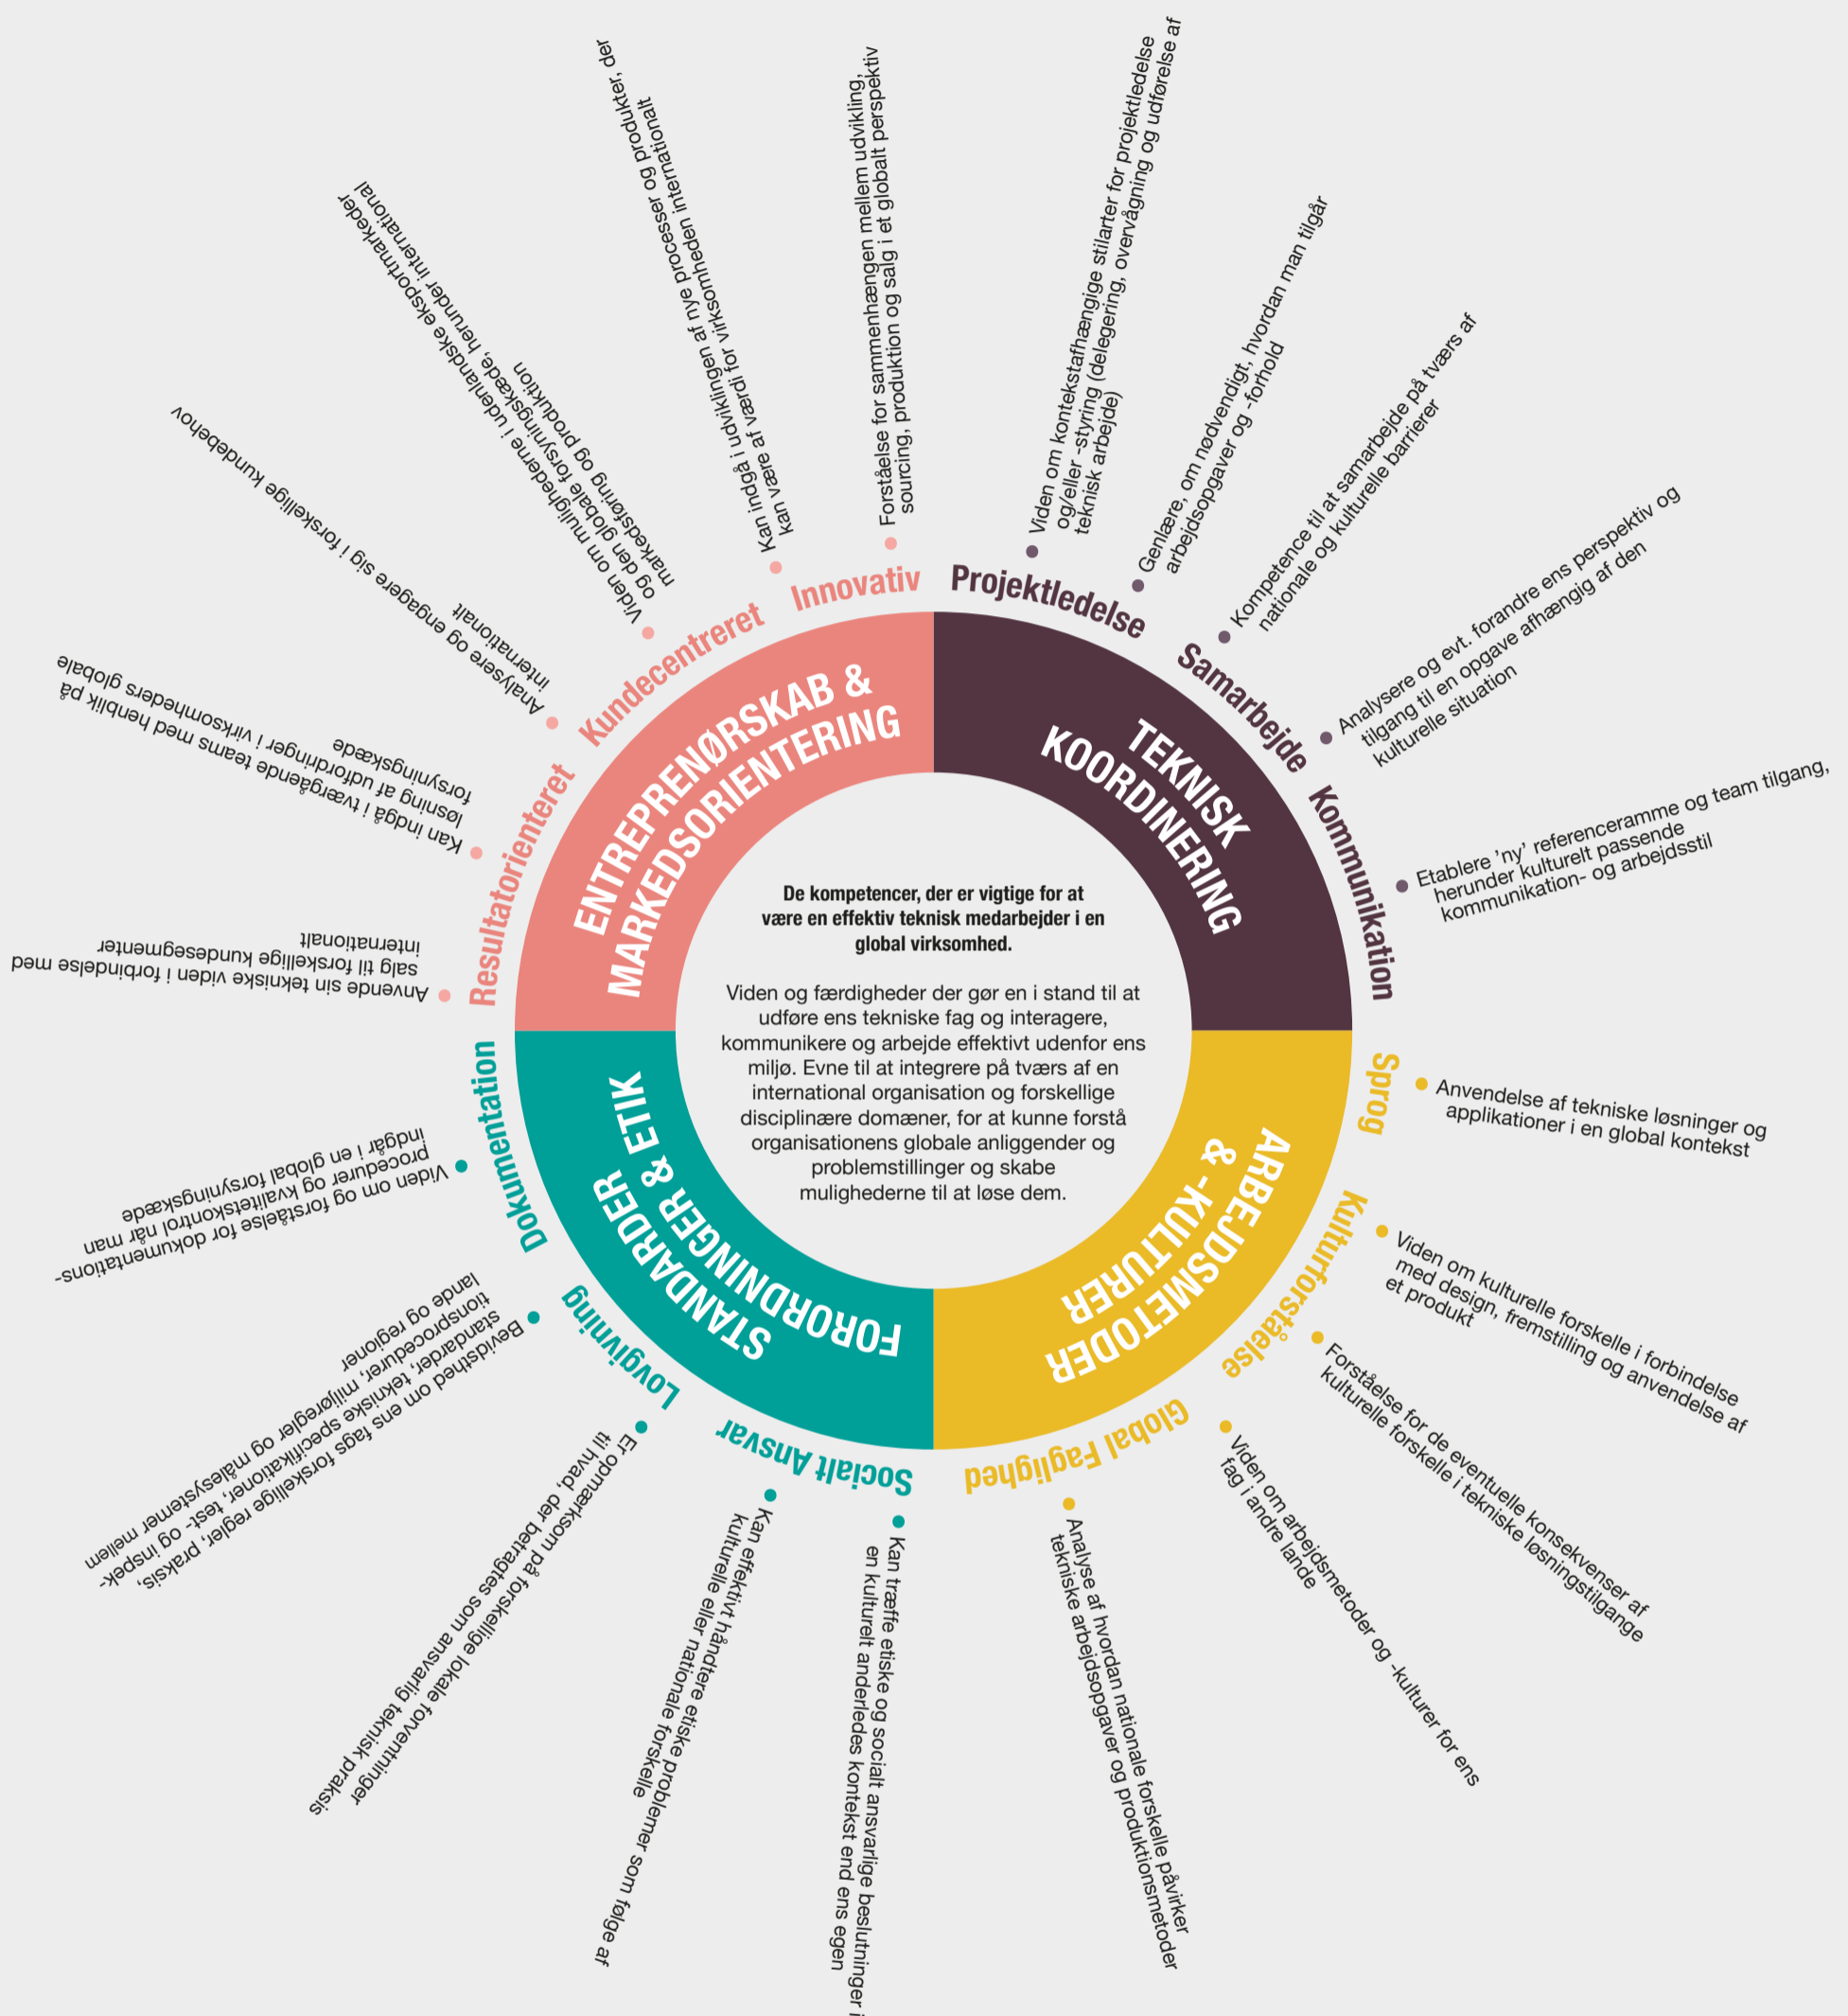 De kompetencer, der er vigtige for at
være en effektiv teknisk medarbejder i en
global virksomhed.
Viden og færdigheder der gør en i stand til at
udføre ens tekniske fag og interagere,
kommunikere og arbejde effektivt udenfor ens
miljø. Evne til at integrere på tværs af en
international organisation og forskellige
disciplinære domæner, for at kunne forstå
organisationens globale anliggender og
problemstillinger og skabe
mulighederne til at løse dem.
TEKNISK
KOORDINERING
Projektledelse
Samarbejde
Kommunikation
Viden om kontekstafhængige stilarter for projektledelse
og/eller -styring (delegering, overvågning og udførelse af
teknisk arbejde)
Genlære, om nødvendigt, hvordan man tilgår
arbejdsopgaver og -forhold
Kompetence til at samarbejde på tværs af
nationale og kulturelle barrierer
Analysere og evt. forandre ens perspektiv og
tilgang til en opgave afhængig af den
kulturelle situation
Etablere ’ny’ referenceramme og team tilgang,
herunder kulturelt passende
kommunikation- og arbejdsstil
ARBEJDSMETODER
& -KULTURER
Sprog
Kulturforståelse
Global Faglighed
Anvendelse af tekniske løsninger og
applikationer i en global kontekst
Viden om kulturelle forskelle i forbindelse
med design, fremstilling og anvendelse af
et produkt
Forståelse for de eventuelle konsekvenser af
kulturelle forskelle i tekniske løsningstilgange
Viden om arbejdsmetoder og -kulturer for ens
fag i andre lande
Analyse af hvordan nationale forskelle påvirker
tekniske arbejdsopgaver og produktionsmetoder
STANDARDER
FORORDNINGER & ETIK
Socialt Ansvar
Lovgivning
Dokumentation
Kan træffe etiske og socialt ansvarlige beslutninger i
en kulturelt anderledes kontekst end ens egen
Kan effektivt håndtere etiske problemer som følge af
kulturelle eller nationale forskelle
Er opmærksom på forskellige lokale forventninger
til hvad, der betragtes som ansvarlig teknisk praksis
Bevidsthed om ens fags forskellige regler, praksis,
standarder, tekniske specifikationer, test- og inspek-
tionsprocedurer, miljøregler og målesystemer mellem
lande og regioner
Viden om og forståelse for dokumentations-
procedurer og kvalitetskontrol når man
indgår i en global forsyningskæde
ENTREPRENØRSKAB &
MARKEDSORIENTERING
Resultatorienteret
Kundecentreret
Innovativ
Anvende sin tekniske viden i forbindelse med
salg til forskellige kundesegmenter
internationalt
Kan indgå i tværgående teams med henblik på
løsning af udfordringer i virksomheders globale
forsyningskæde
Analysere og engagere sig i forskellige kundebehov
internationalt
Viden om mulighederne i udenlandske eksportmarkeder
og den globale forsyningskæde, herunder international
markedsføring og produktion
Kan indgå i udviklingen af nye processer og produkter, der
kan være af værdi for virksomheden internationalt
Forståelse for sammenhængen mellem udvikling,
sourcing, produktion og salg i et globalt perspektiv